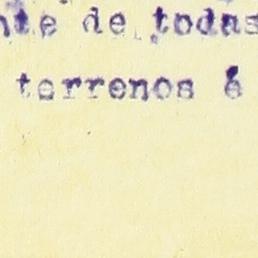 nte de todas
terrenos é